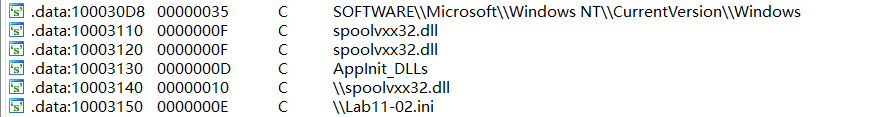 's' .data:100030D8 00000035 C SOFTWARE\\Microsoft\\Windows NT\\CurrentVersion\\Windows
's' .data:10003110 0000000F C spoolvxx32.dll
's' .data:10003120 0000000F C spoolvxx32.dll
's' .data:10003130 0000000D C AppInit_DLLs
's' .data:10003140 00000010 C \\spoolvxx32.dll
's' .data:10003150 0000000E C \\Lab11-02.ini